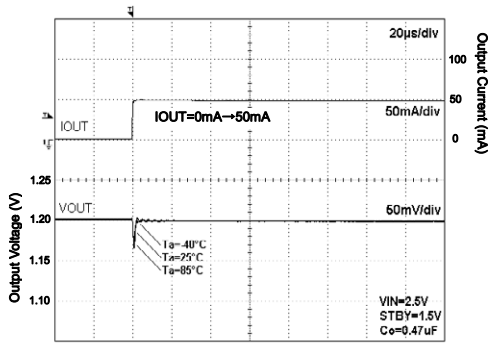 20μs/div
Output Current (mA)
100
50
0
50mA/div
IOUT=0mA→50mA
IOUT
Output Voltage (V)
1.25
1.20
1.15
1.10
VOUT
50mV/div
Ta=-40°C
Ta=25°C
Ta=85°C
VIN=2.5V
STBY=1.5V
Co=0.47uF